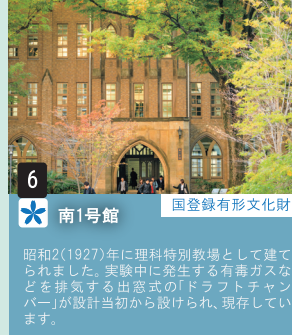 6
国登録有形文化財
南1号館
昭和2(1927)年に理科特別教場として建て
られました。実験中に発生する有毒ガスな
どを排気する出窓式の「ドラフトチャン
バー」が設計当初から設けられ、現存してい
ます。